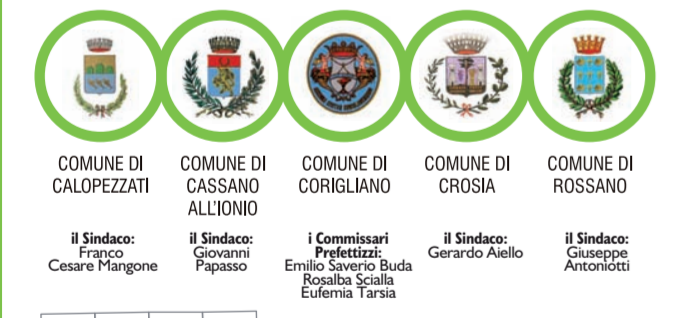 COMUNE DI
CALOPEZZATI
il Sindaco:
Franco
Cesare Mangone
COMUNE DI
CASSANO
ALL'IONIO
il Sindaco:
Giovanni
Papasso
COMUNE DI
CORIGLIANO
i Commissari
Prefettizzi:
Emilio Saverio Buda
Rosalba Scialla
Eufemia Tarsia
COMUNE DI
CROSIA
il Sindaco:
Gerardo Aiello
COMUNE DI
ROSSANO
il Sindaco:
Giuseppe
Antoniotti